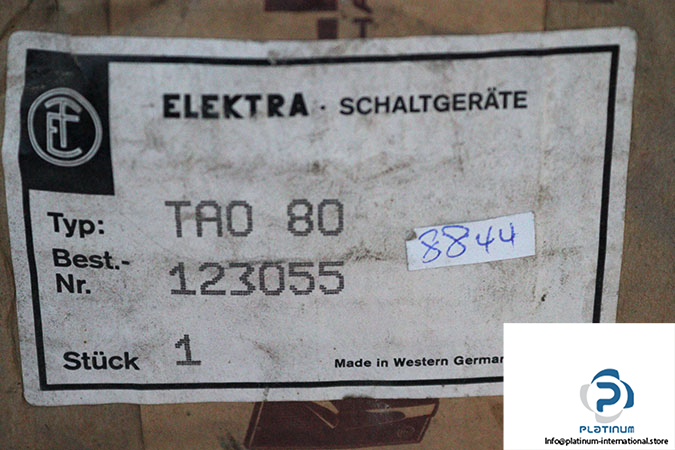 ELEKTRA · SCHALTGERÄTE
Typ: TAO 80
8844
Best.-
Nr. 123055
Stück 1
Made in Western German
PLATINUM
Info@platinum-international.store